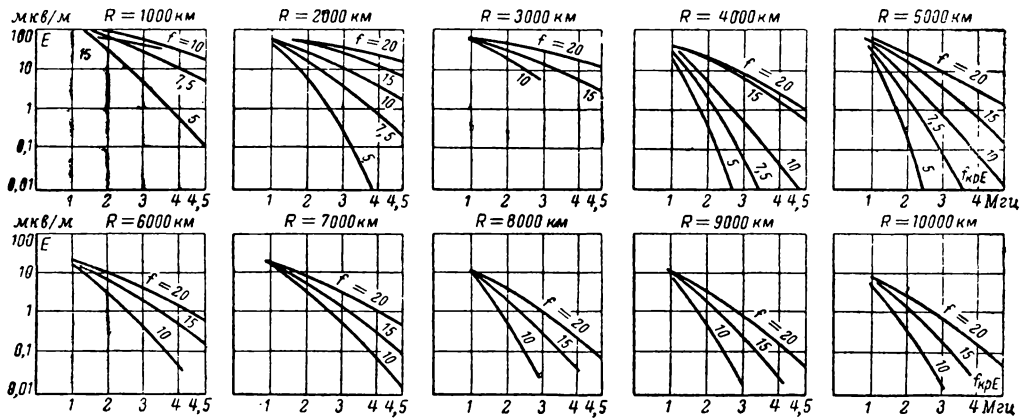 мкв/м R = 1000 км R = 2000 км R = 3000 км R = 4000 км R = 5000 км
100 E f = 10 f = 20 f = 20 f = 20 f = 20
10 15 7,5 15 10 15 15 15
1 5 10 7,5 7,5 10
0,1 5 5 7,5 10 5 10
0,01 fкрE
1 2 3 4 4,5 1 2 3 4 4,5 1 2 3 4 4,5 1 2 3 4 4,5 1 2 3 4 Мгц
мкв/м R = 6000 км R = 7000 км R = 8000 км R = 9000 км R = 10000 км
100 E
10 f = 20 f = 20 f = 20 f = 20 f = 20
1 15 15 15 15 15
0,1 10 10 10 10 10
0,01 fкрE
1 2 3 4 4,5 1 2 3 4 4,5 1 2 3 4 4,5 1 2 3 4 4,5 1 2 3 4 Мгц